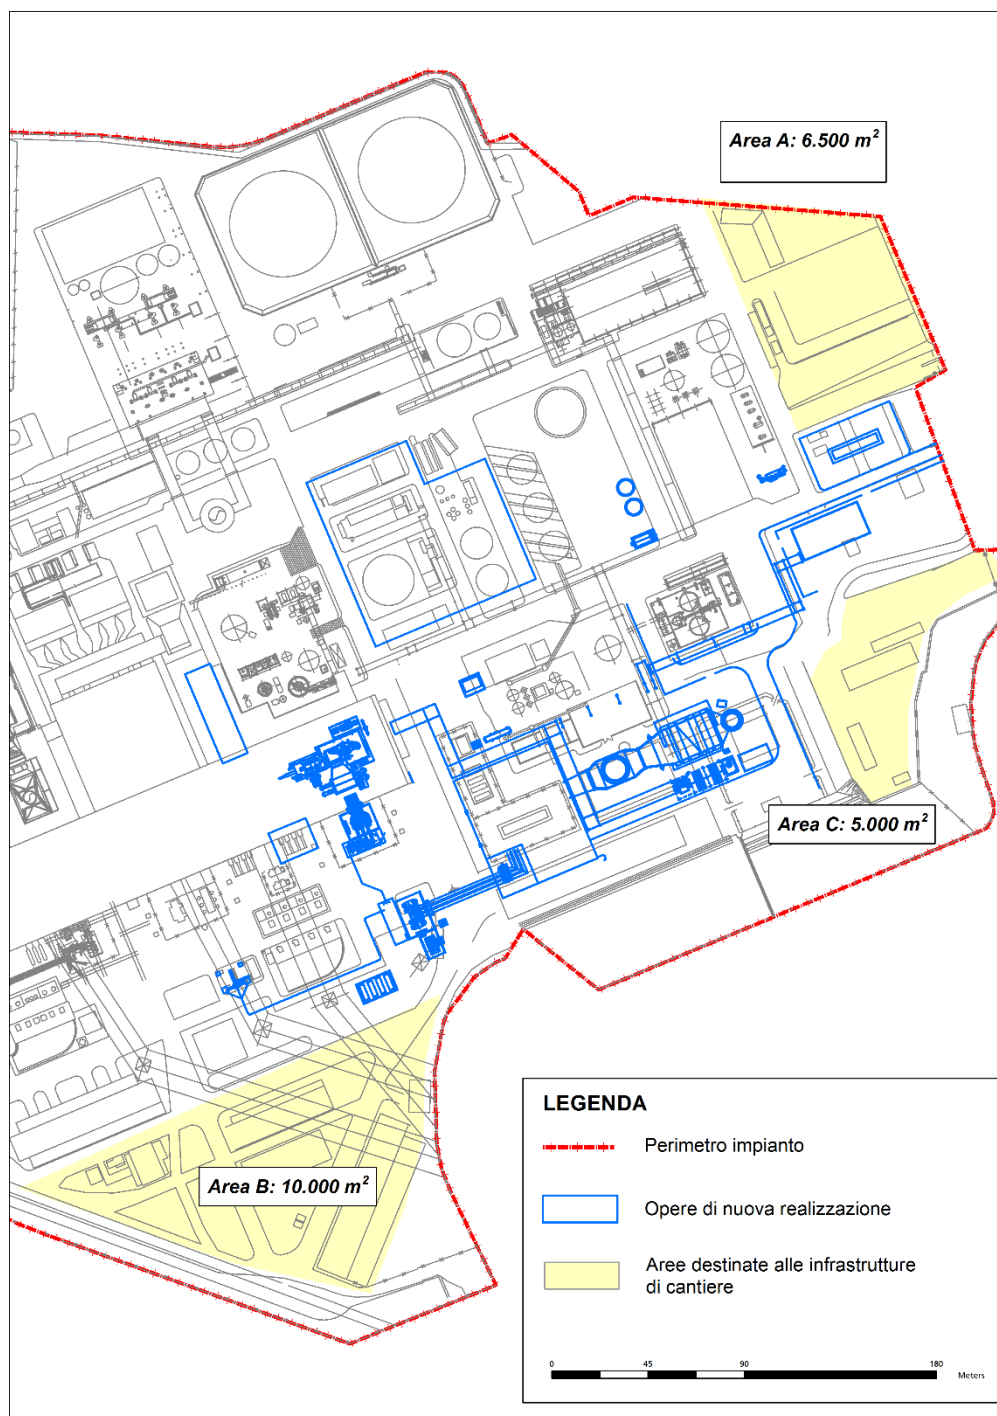 Area A: 6.500 m²
Area C: 5.000 m²
Area B: 10.000 m²
LEGENDA
Perimetro impianto
Opere di nuova realizzazione
Aree destinate alle infrastrutture
di cantiere
0 45 90 180
Meters